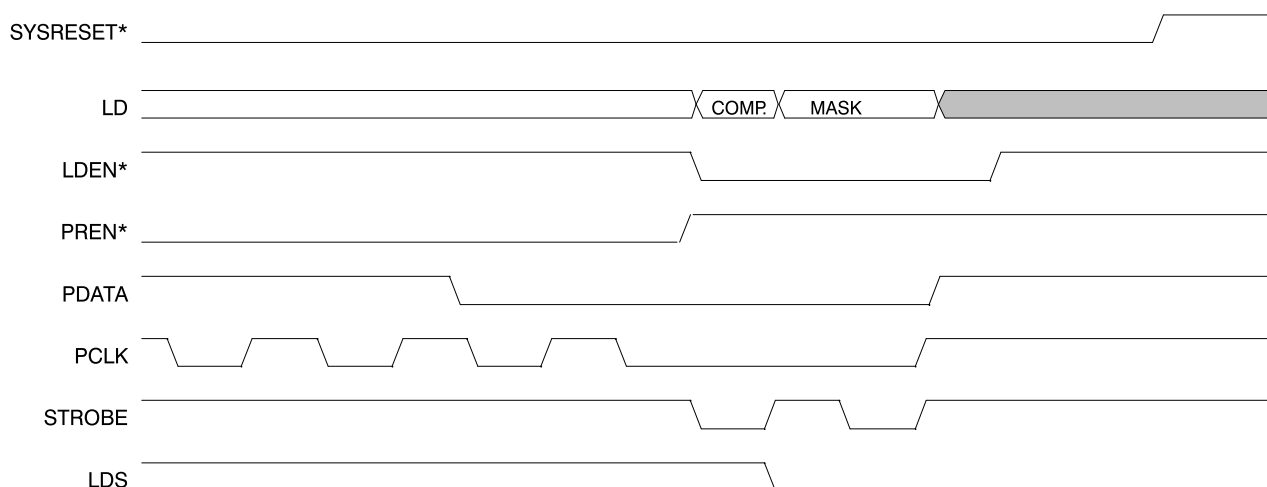 SYSRESET*
LD COMP. MASK
LDEN*
PREN*
PDATA
PCLK
STROBE
LDS